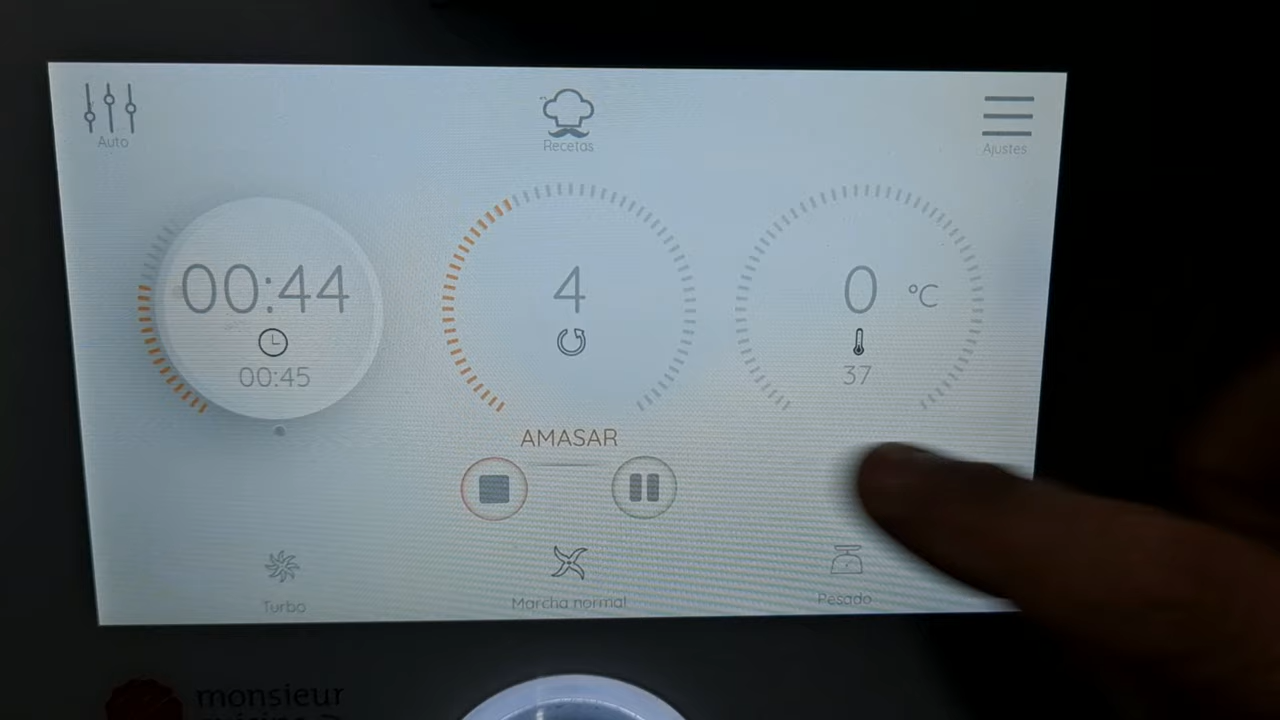 Auto
Recetas
Ajustes
00:44
00:45
4
0 °C
37
AMASAR
Turbo
Marcha normal
Pesado
monsieur